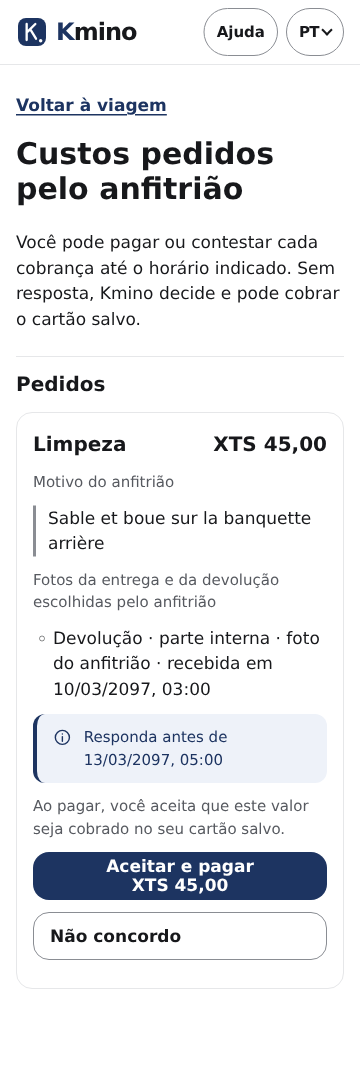 Kmino
Ajuda
PT
Voltar à viagem
Custos pedidos
pelo anfitrião
Você pode pagar ou contestar cada
cobrança até o horário indicado. Sem
resposta, Kmino decide e pode cobrar
o cartão salvo.
Pedidos
Limpeza XTS 45,00
Motivo do anfitrião
Sable et boue sur la banquette
arrière
Fotos da entrega e da devolução
escolhidas pelo anfitrião
Devolução · parte interna · foto
do anfitrião · recebida em
10/03/2097, 03:00
Responda antes de
13/03/2097, 05:00
Ao pagar, você aceita que este valor
seja cobrado no seu cartão salvo.
Aceitar e pagar
XTS 45,00
Não concordo